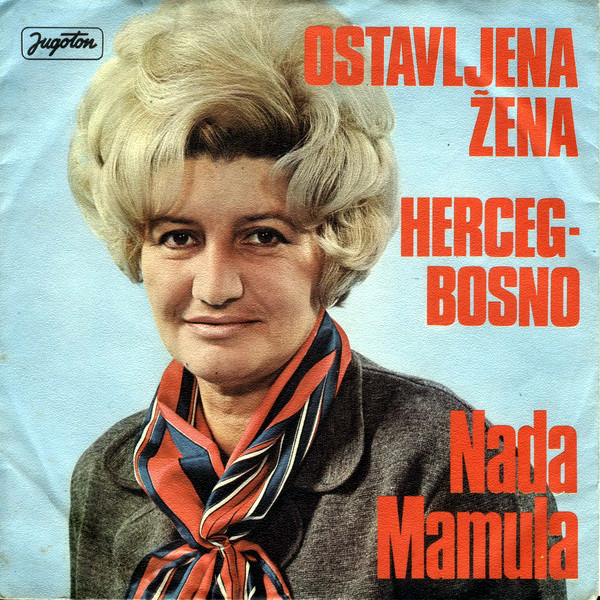 Jugoton
OSTAVLJENA
ŽENA
HERCEG-
BOSNO
Nada
Mamula